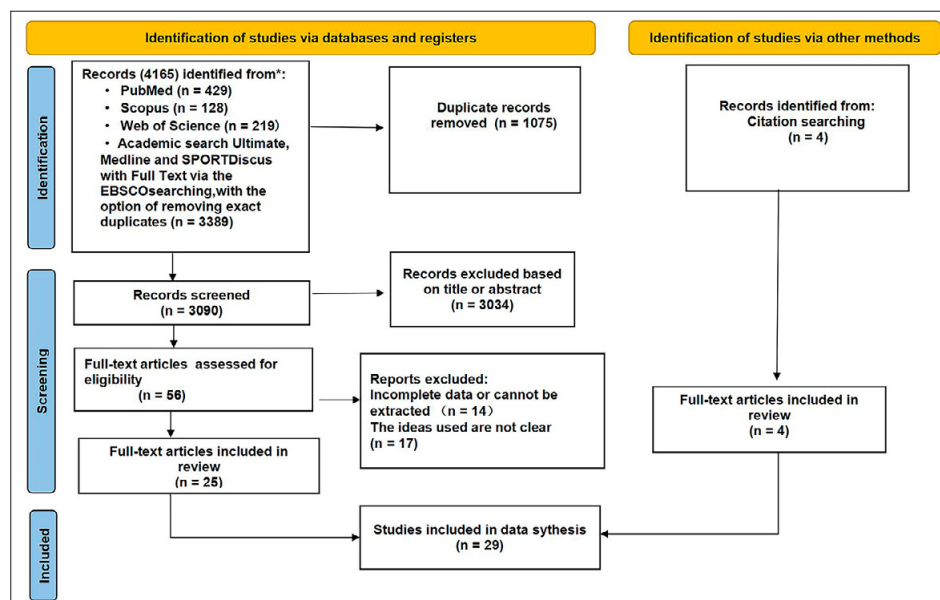 Identification of studies via databases and registers
Identification of studies via other methods
Identification
Records (4165) identified from*:
• PubMed (n = 429)
• Scopus (n = 128)
• Web of Science (n = 219)
• Academic search Ultimate,
Medline and SPORTDiscus
with Full Text via the
EBSCOsearching,with the
option of removing exact
duplicates (n = 3389)
Duplicate records
removed (n = 1075)
Records identified from:
Citation searching
(n = 4)
Screening
Records screened
(n = 3090)
Records excluded based
on title or abstract
(n = 3034)
Full-text articles assessed for
eligibility
(n = 56)
Reports excluded:
Incomplete data or cannot be
extracted （n = 14）
The ideas used are not clear
(n = 17)
Full-text articles included in
review
(n = 25)
Full-text articles included in
review
(n = 4)
Included
Studies included in data sythesis
(n = 29)